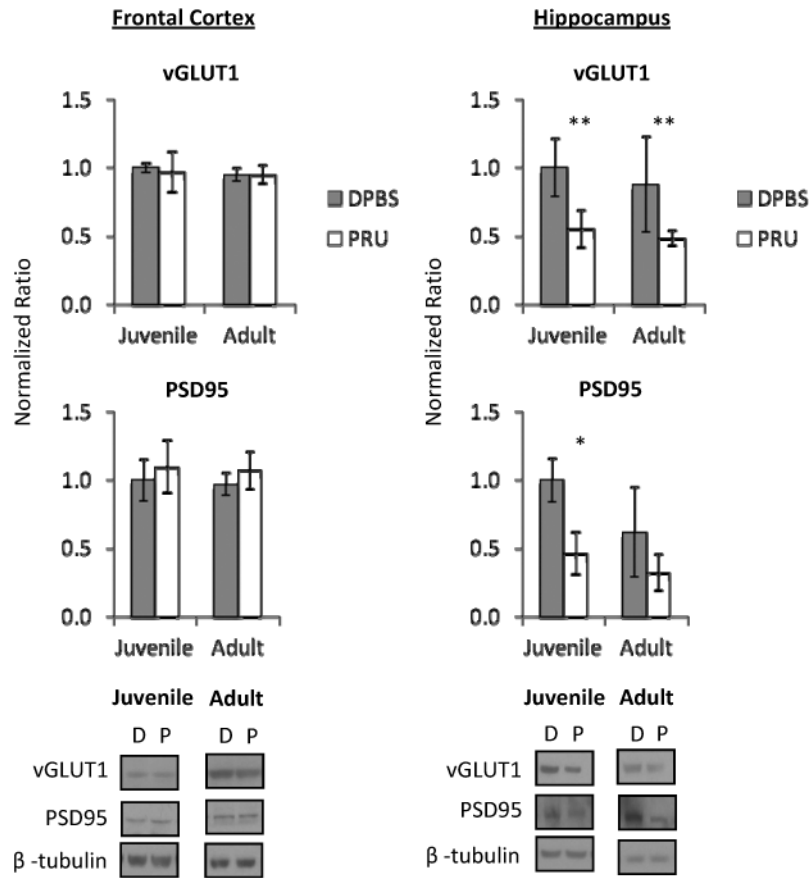 Frontal Cortex
vGLUT1
1.5
1.0
0.5
0.0
Normalized Ratio
Juvenile Adult
DPBS
PRU
PSD95
1.5
1.0
0.5
0.0
Juvenile Adult
Juvenile Adult
D P D P
vGLUT1
PSD95
β -tubulin
Hippocampus
vGLUT1
1.5
1.0
0.5
0.0
Normalized Ratio
** **
Juvenile Adult
DPBS
PRU
PSD95
1.5
1.0
0.5
0.0
*
Juvenile Adult
Juvenile Adult
D P D P
vGLUT1
PSD95
β -tubulin